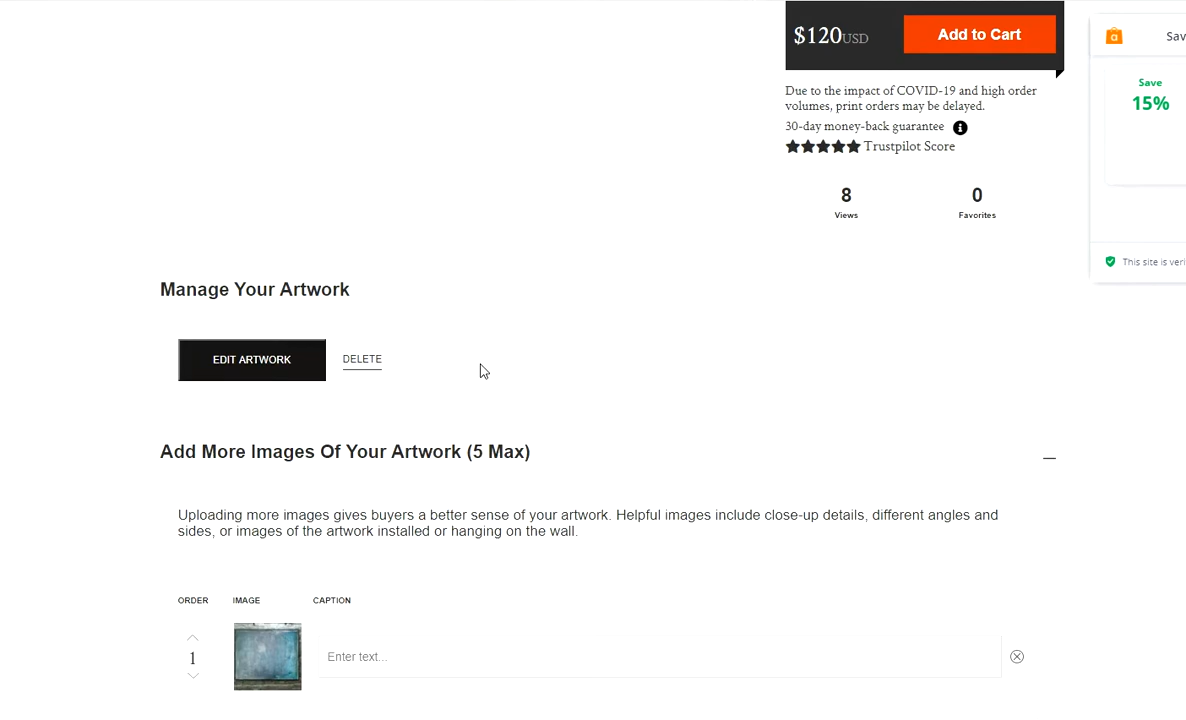 $120USD
Add to Cart
Sav
Save
15%
Due to the impact of COVID-19 and high order
volumes, print orders may be delayed.
30-day money-back guarantee
Trustpilot Score
8
Views
0
Favorites
This site is veri
Manage Your Artwork
EDIT ARTWORK
DELETE
Add More Images Of Your Artwork (5 Max)
Uploading more images gives buyers a better sense of your artwork. Helpful images include close-up details, different angles and
sides, or images of the artwork installed or hanging on the wall.
ORDER
IMAGE
CAPTION
1
Enter text...